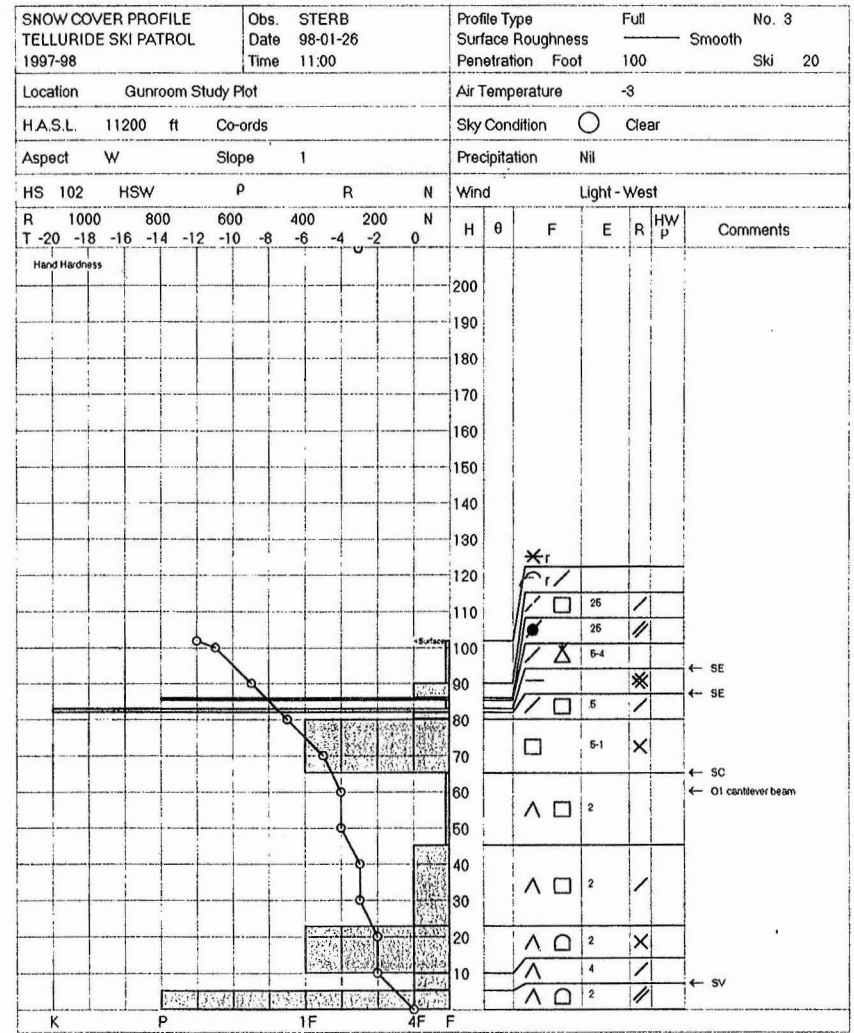 SNOW COVER PROFILE Obs. STERB Profile Type Full No. 3
TELLURIDE SKI PATROL Date 98-01-26 Surface Roughness Smooth
1997-98 Time 11:00 Penetration Foot 100 Ski 20
Location Gunroom Study Plot Air Temperature -3
H.A.S.L. 11200 ft Co-ords Sky Condition Clear
Aspect W Slope 1 Precipitation Nil
HS 102 HSW ρ R N Wind Light - West
R 1000 800 600 400 200 N H θ F E R HW ρ Comments
T -20 -18 -16 -14 -12 -10 -8 -6 -4 -2 0
Hand Hardness
200
190
180
170
160
150
140
130
r
120 r
110 25
<Surface 25
100 5-4
← SE
90
← SE
80 .5
70 5-1
← SC
60 ← Q1 cantilever beam
50 2
40
30 2
20 2
10 4
← SV
2
K P 1F 4F F